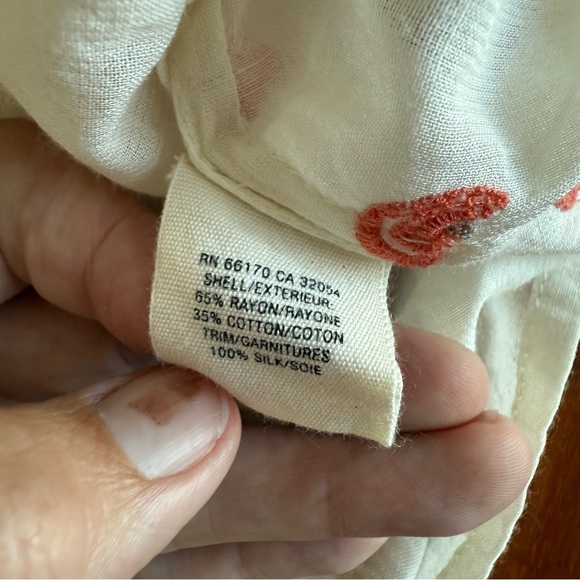 RN 66170 CA 32054
SHELL/EXTERIEUR:
65% RAYON/RAYONE
35% COTTON/COTON
TRIM/GARNITURES
100% SILK/SOIE